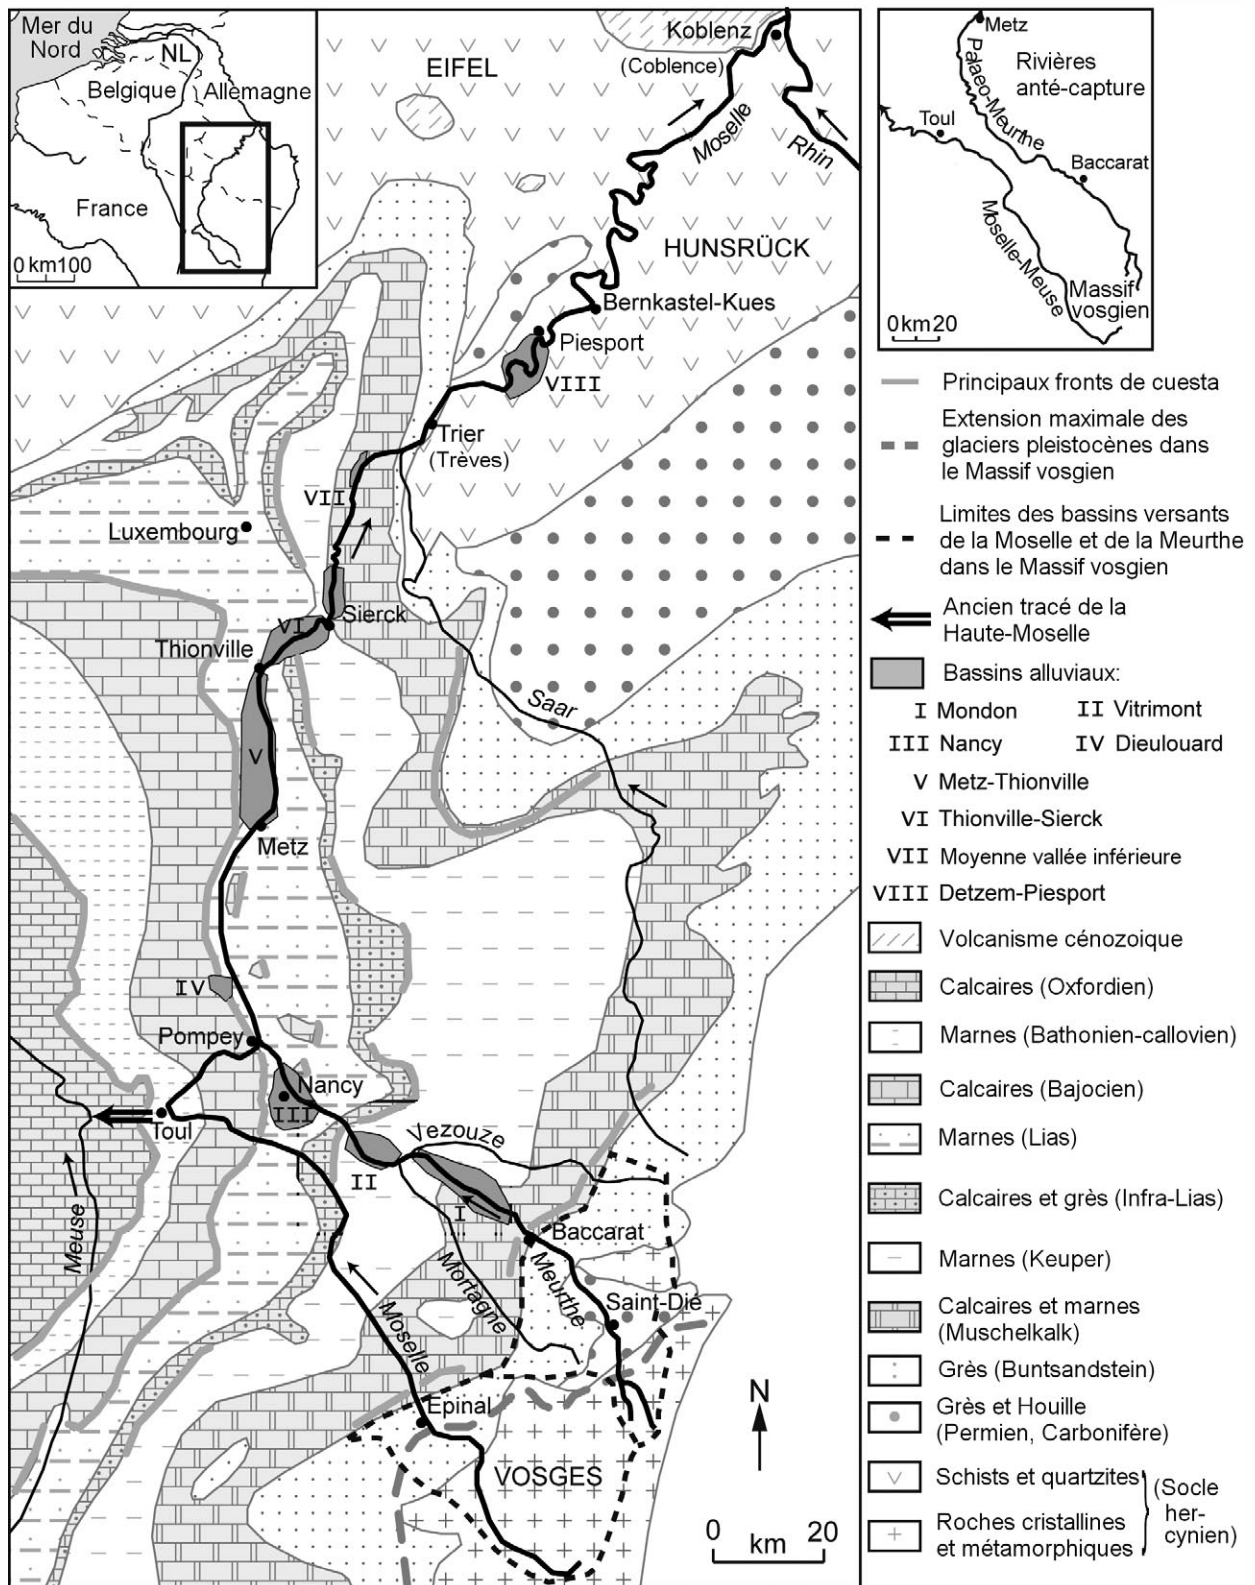 Mer du
Nord
NL
Belgique
Allemagne
France
0 km100
EIFEL
Koblenz
(Coblence)
Moselle
Rhin
HUNSRÜCK
Bernkastel-Kues
Piesport
VIII
Trier
(Trèves)
VII
Luxembourg
Sierck
VI
Thionville
Saar
V
Metz
IV
Pompey
Nancy
III
Toul
Vezouze
II
I
Baccarat
Meuse
Mortagne
Meurthe
Saint-Dié
Moselle
Epinal
VOSGES
N
0 20
km
Metz
Palaeo-Meurthe
Rivières
anté-capture
Toul
Baccarat
Moselle-Meuse
Massif
vosgien
0 km 20
Principaux fronts de cuesta
Extension maximale des
glaciers pleistocènes dans
le Massif vosgien
Limites des bassins versants
de la Moselle et de la Meurthe
dans le Massif vosgien
Ancien tracé de la
Haute-Moselle
Bassins alluviaux:
I Mondon II Vitrimont
III Nancy IV Dieulouard
V Metz-Thionville
VI Thionville-Sierck
VII Moyenne vallée inférieure
VIII Detzem-Piesport
Volcanisme cénozoique
Calcaires (Oxfordien)
Marnes (Bathonien-callovien)
Calcaires (Bajocien)
Marnes (Lias)
Calcaires et grès (Infra-Lias)
Marnes (Keuper)
Calcaires et marnes
(Muschelkalk)
Grès (Buntsandstein)
Grès et Houille
(Permien, Carbonifère)
Schists et quartzites
Roches cristallines
et métamorphiques
(Socle
her-
cynien)